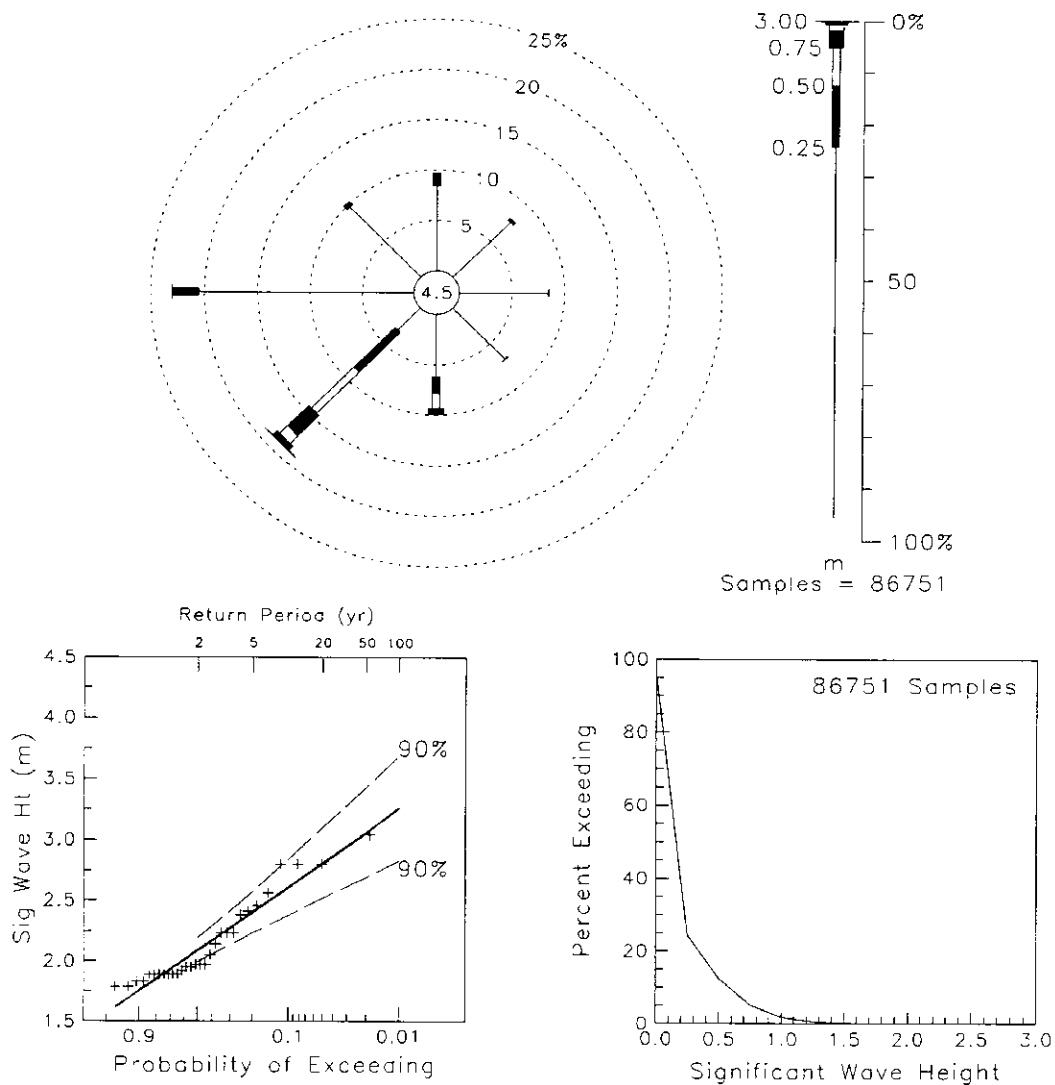 25%
20
15
10
5
4.5
3.00
0.75
0.50
0.25
0%
50
100%
m
Samples = 86751
Return Period (yr)
2 5 20 50 100
4.5
4.0
3.5
3.0
2.5
2.0
1.5
Sig Wave Ht (m)
90%
90%
0.9 0.1 0.01
Probability of Exceeding
100
80
60
40
20
0
Percent Exceeding
86751 Samples
0.0 0.5 1.0 1.5 2.0 2.5 3.0
Significant Wave Height